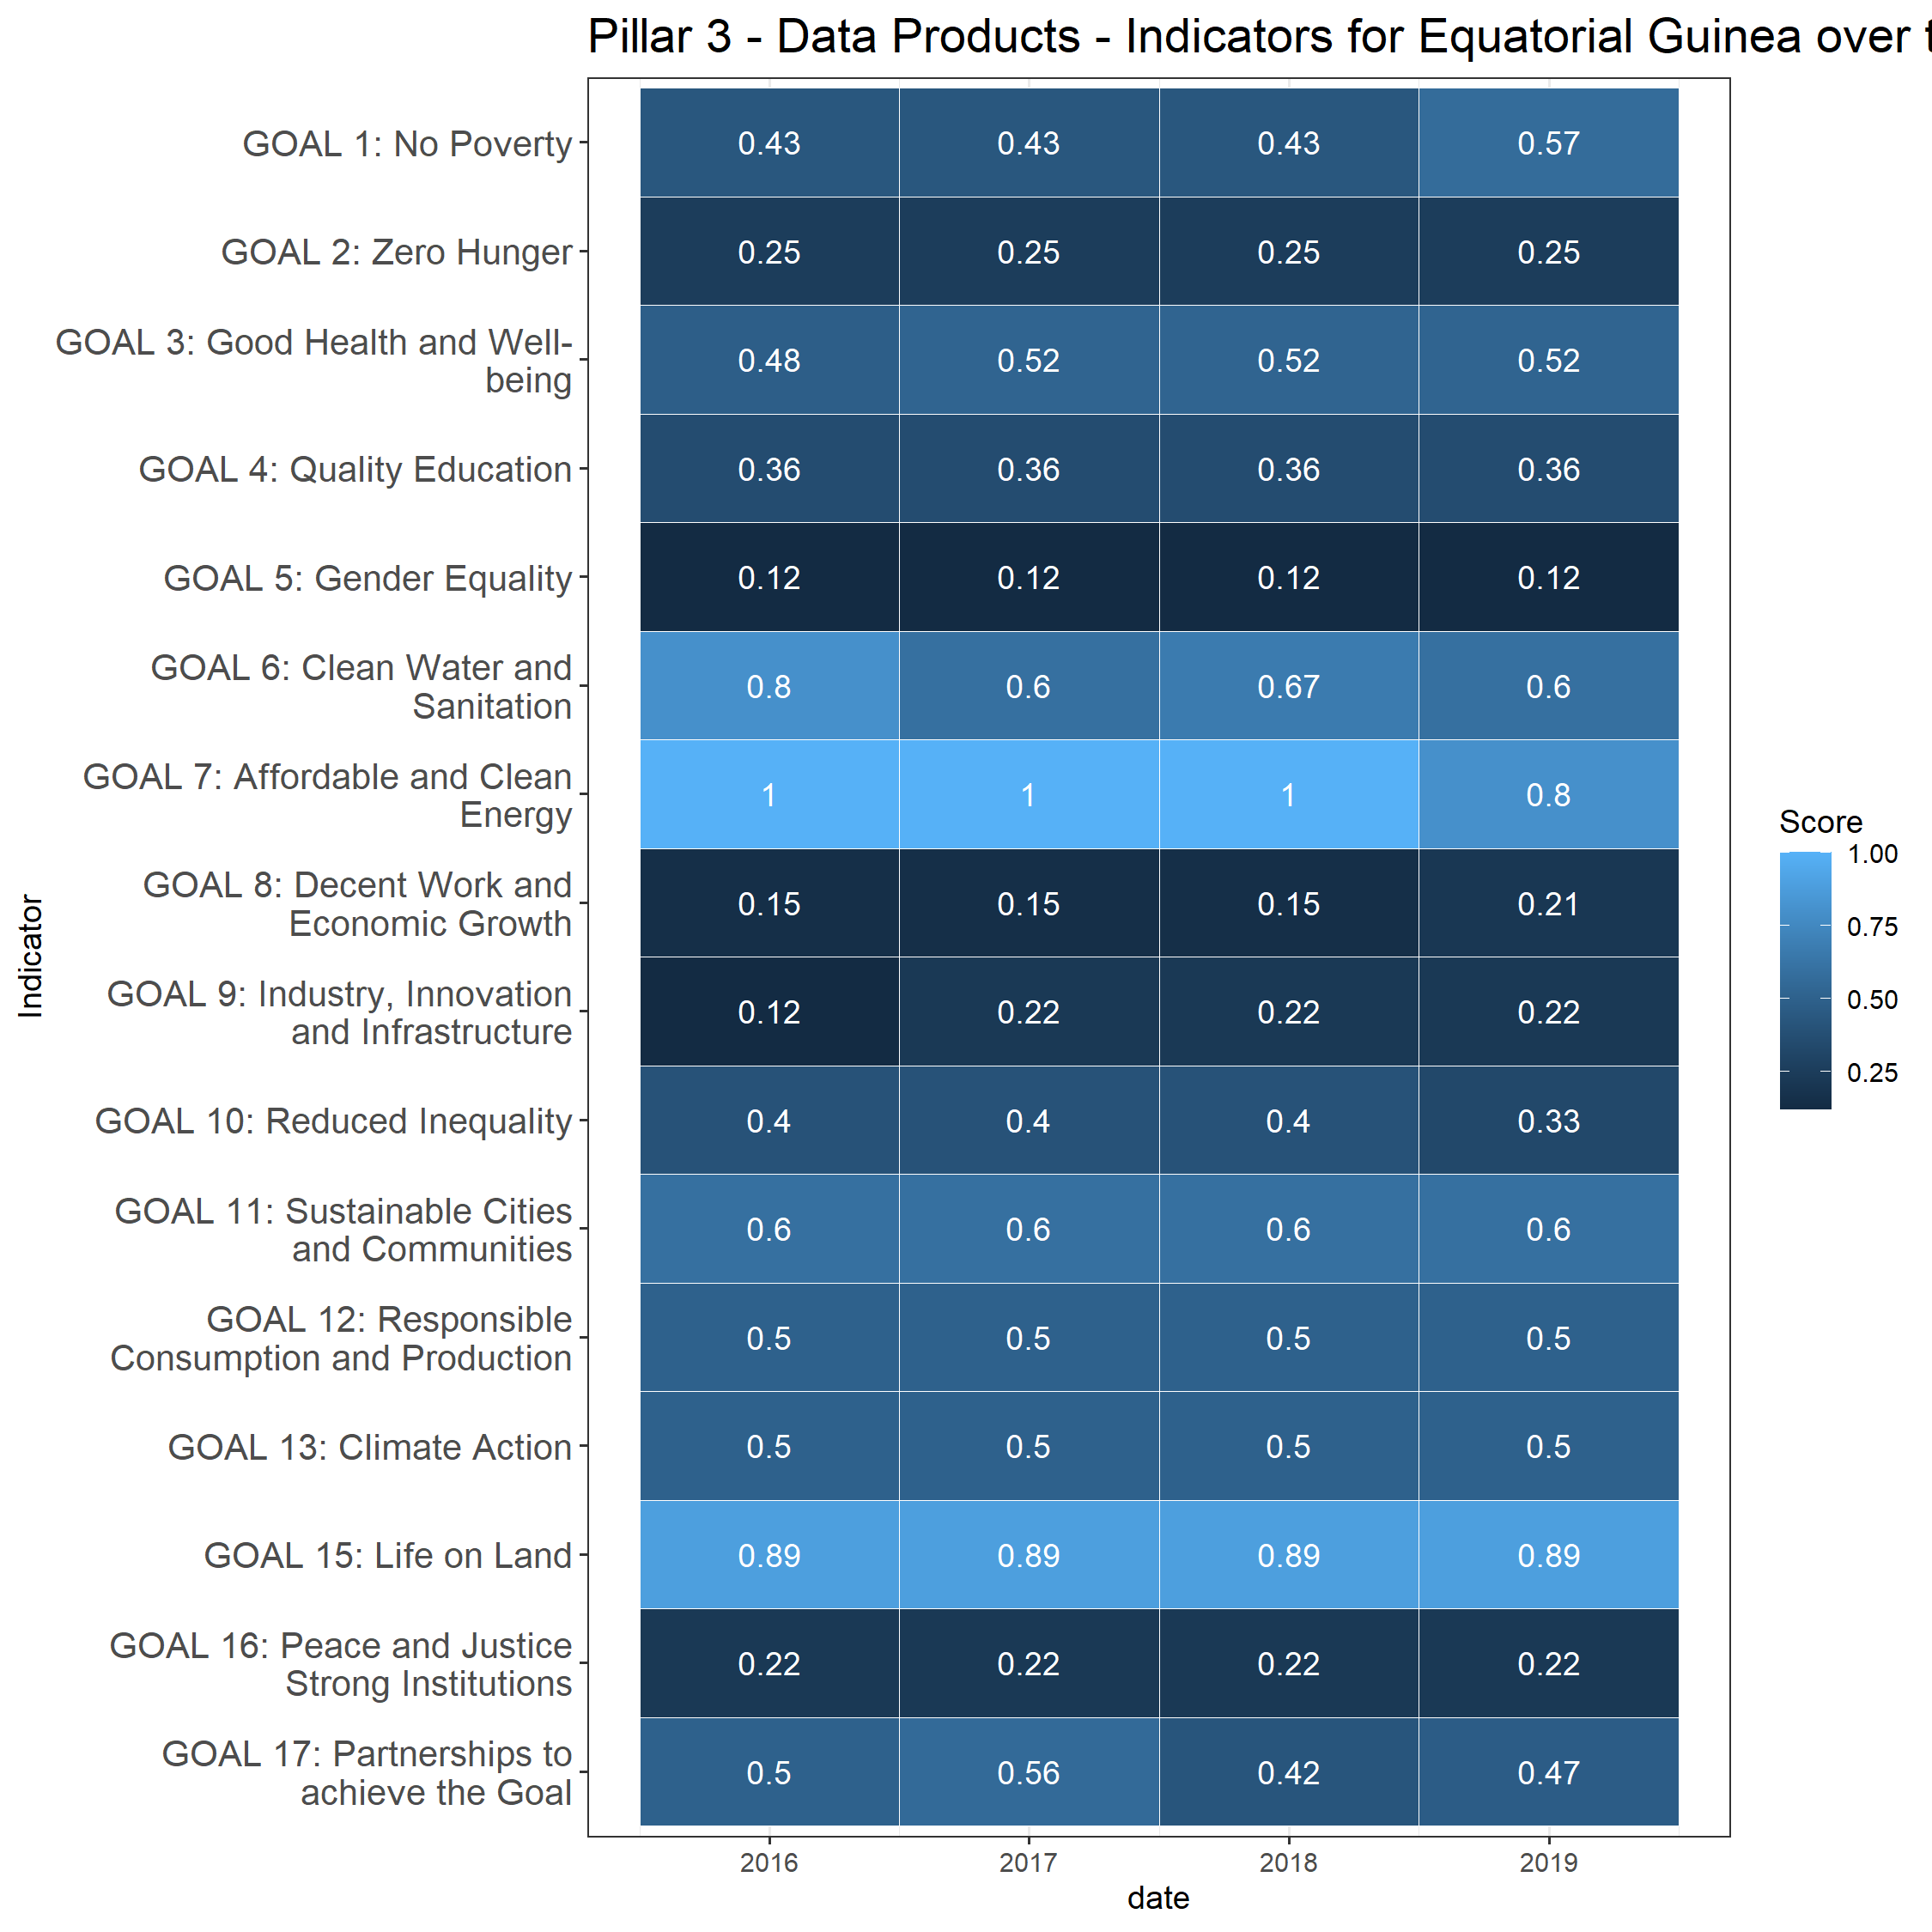 Pillar 3 - Data Products - Indicators for Equatorial Guinea over t
GOAL 1: No Poverty
0.43 0.43 0.43 0.57
GOAL 2: Zero Hunger
0.25 0.25 0.25 0.25
GOAL 3: Good Health and Well-
being
0.48 0.52 0.52 0.52
GOAL 4: Quality Education
0.36 0.36 0.36 0.36
GOAL 5: Gender Equality
0.12 0.12 0.12 0.12
GOAL 6: Clean Water and
Sanitation
0.8 0.6 0.67 0.6
GOAL 7: Affordable and Clean
Energy
1 1 1 0.8
GOAL 8: Decent Work and
Economic Growth
0.15 0.15 0.15 0.21
GOAL 9: Industry, Innovation
and Infrastructure
0.12 0.22 0.22 0.22
GOAL 10: Reduced Inequality
0.4 0.4 0.4 0.33
GOAL 11: Sustainable Cities
and Communities
0.6 0.6 0.6 0.6
GOAL 12: Responsible
Consumption and Production
0.5 0.5 0.5 0.5
GOAL 13: Climate Action
0.5 0.5 0.5 0.5
GOAL 15: Life on Land
0.89 0.89 0.89 0.89
GOAL 16: Peace and Justice
Strong Institutions
0.22 0.22 0.22 0.22
GOAL 17: Partnerships to
achieve the Goal
0.5 0.56 0.42 0.47
2016 2017 2018 2019
date
Indicator
Score
1.00
0.75
0.50
0.25